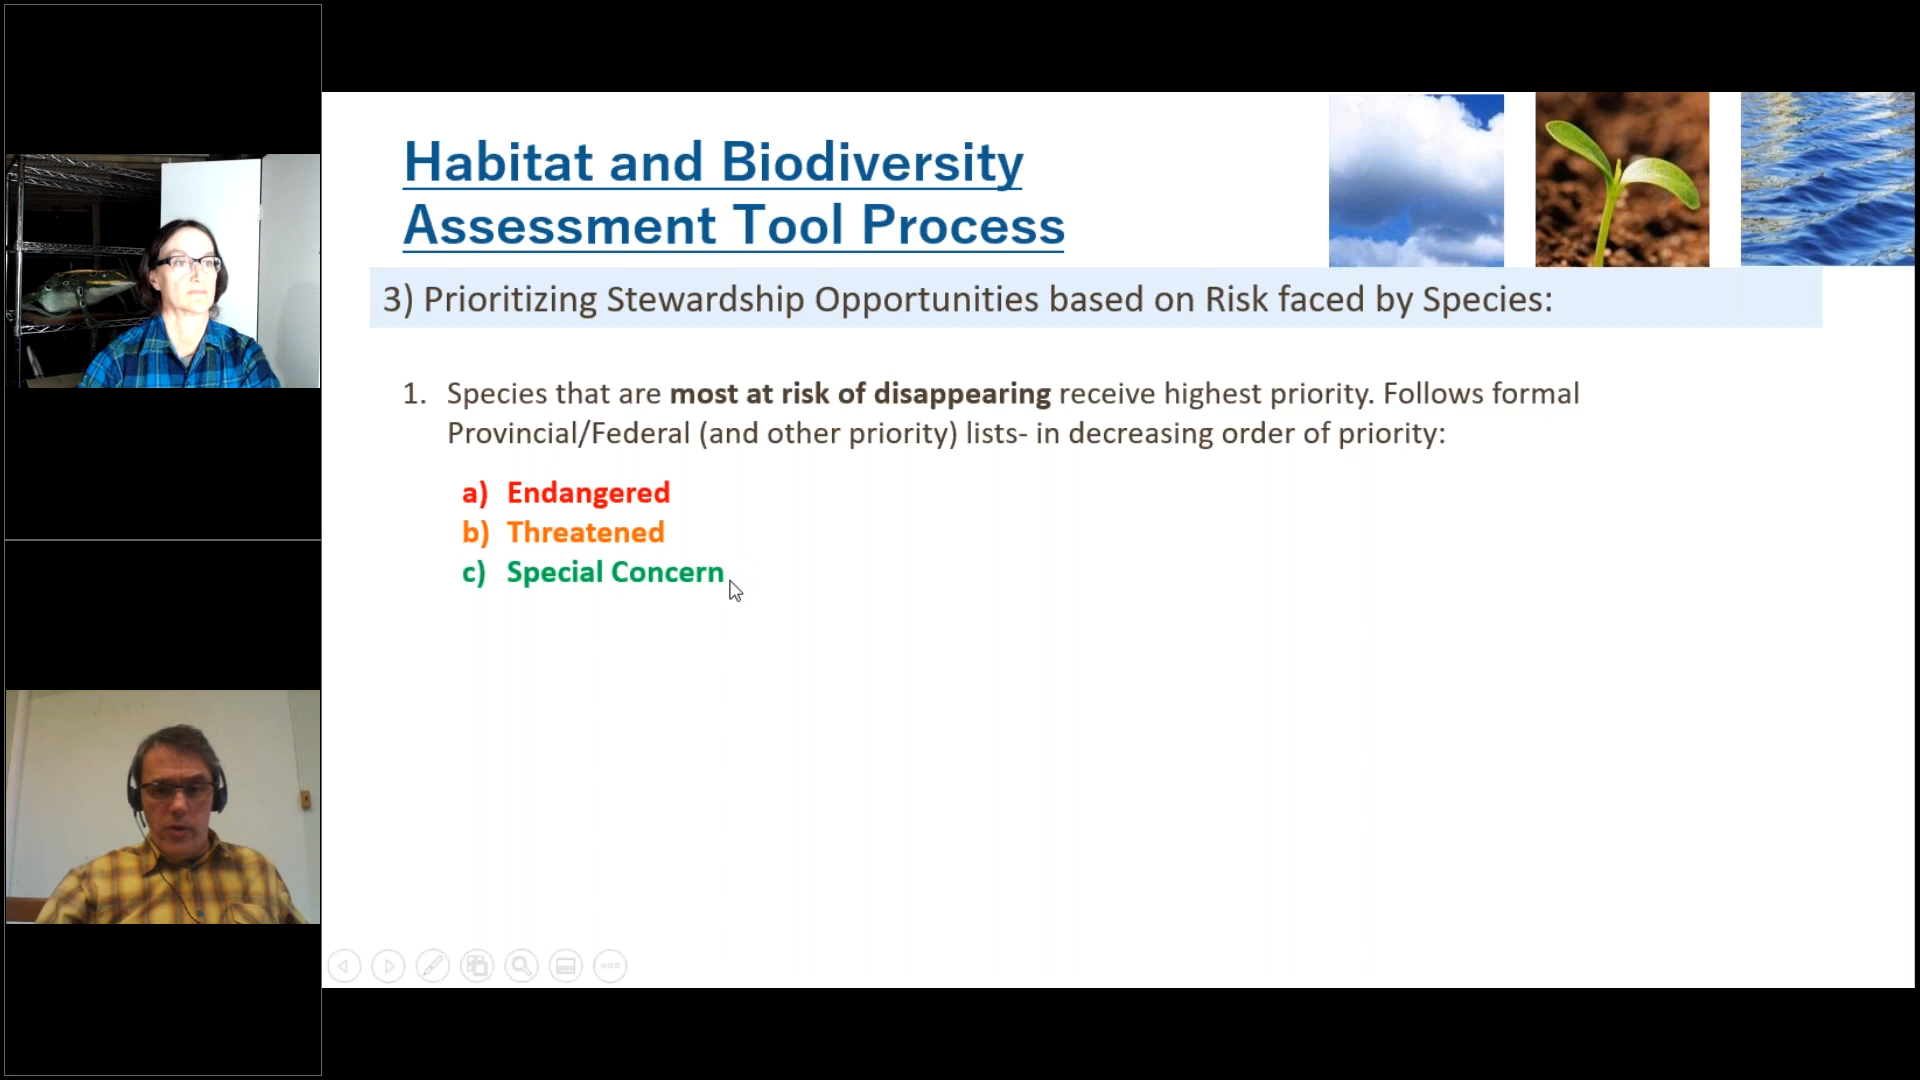 Habitat and Biodiversity
Assessment Tool Process
3) Prioritizing Stewardship Opportunities based on Risk faced by Species:
1. Species that are most at risk of disappearing receive highest priority. Follows formal
Provincial/Federal (and other priority) lists- in decreasing order of priority:
a) Endangered
b) Threatened
c) Special Concern